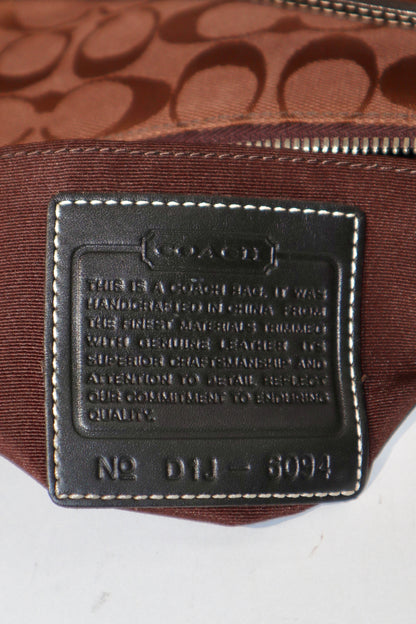 COACH
THIS IS A COACH BAG. IT WAS
HANDCRAFTED IN CHINA FROM
THE FINEST MATERIALS TRIMMED
WITH GENUINE LEATHER. ITS
SUPERIOR CRAFTSMANSHIP AND
ATTENTION TO DETAIL REFLECT
OUR COMMITMENT TO ENDURING
QUALITY.
No D1J-6094